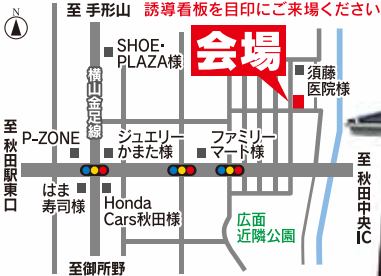 N
至 手形山
誘導看板を目印にご来場ください
SHOE・
PLAZA様
会場
須藤
医院様
横山金足線
至 秋田駅東口
P-ZONE
ジュエリー
かまた様
ファミリー
マート様
至 秋田中央IC
はま
寿司様
Honda
Cars秋田様
広面
近隣公園
至御所野